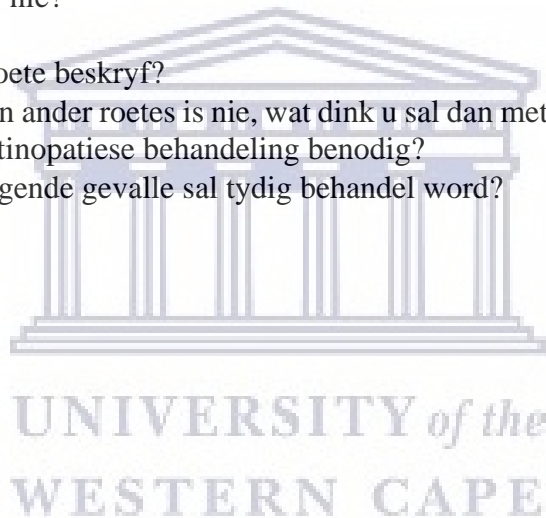 nie?
oete beskryf?
n ander roetes is nie, wat dink u sal dan met
tinopatiese behandeling benodig?
gende gevalle sal tydig behandel word?
UNIVERSITY of the
WESTERN CAPE